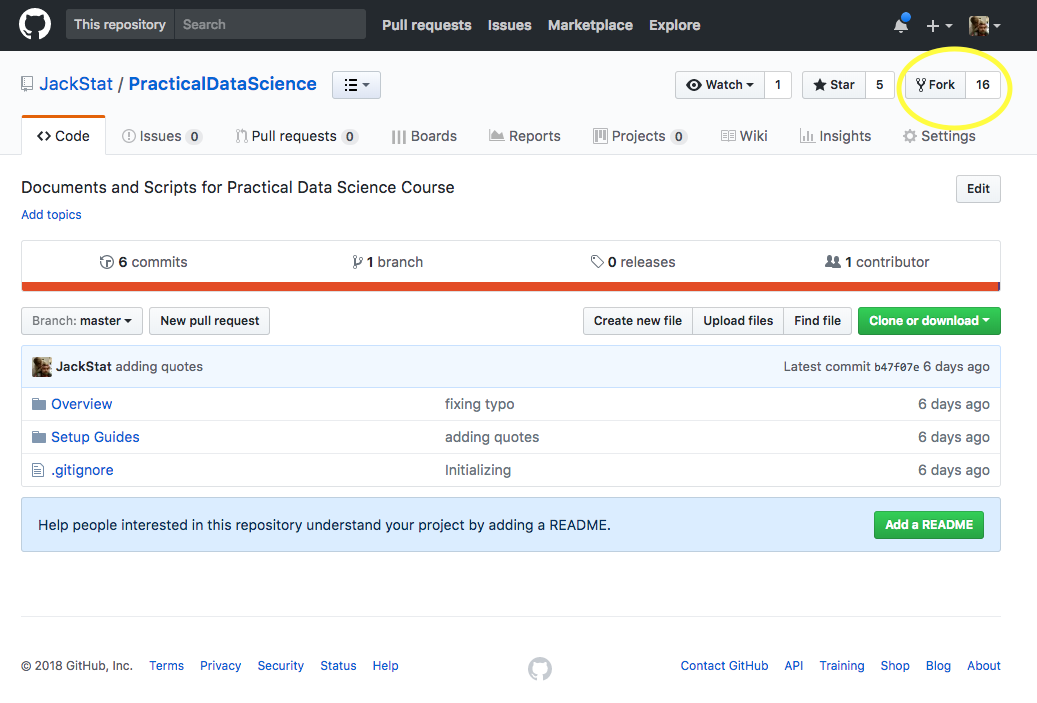 This repository Search Pull requests Issues Marketplace Explore
JackStat / PracticalDataScience Watch 1 Star 5 Fork 16
Code Issues 0 Pull requests 0 Boards Reports Projects 0 Wiki Insights Settings
Documents and Scripts for Practical Data Science Course Edit
Add topics
6 commits 1 branch 0 releases 1 contributor
Branch: master New pull request Create new file Upload files Find file Clone or download
JackStat adding quotes Latest commit b47f07e 6 days ago
Overview fixing typo 6 days ago
Setup Guides adding quotes 6 days ago
.gitignore Initializing 6 days ago
Help people interested in this repository understand your project by adding a README. Add a README
© 2018 GitHub, Inc. Terms Privacy Security Status Help Contact GitHub API Training Shop Blog About